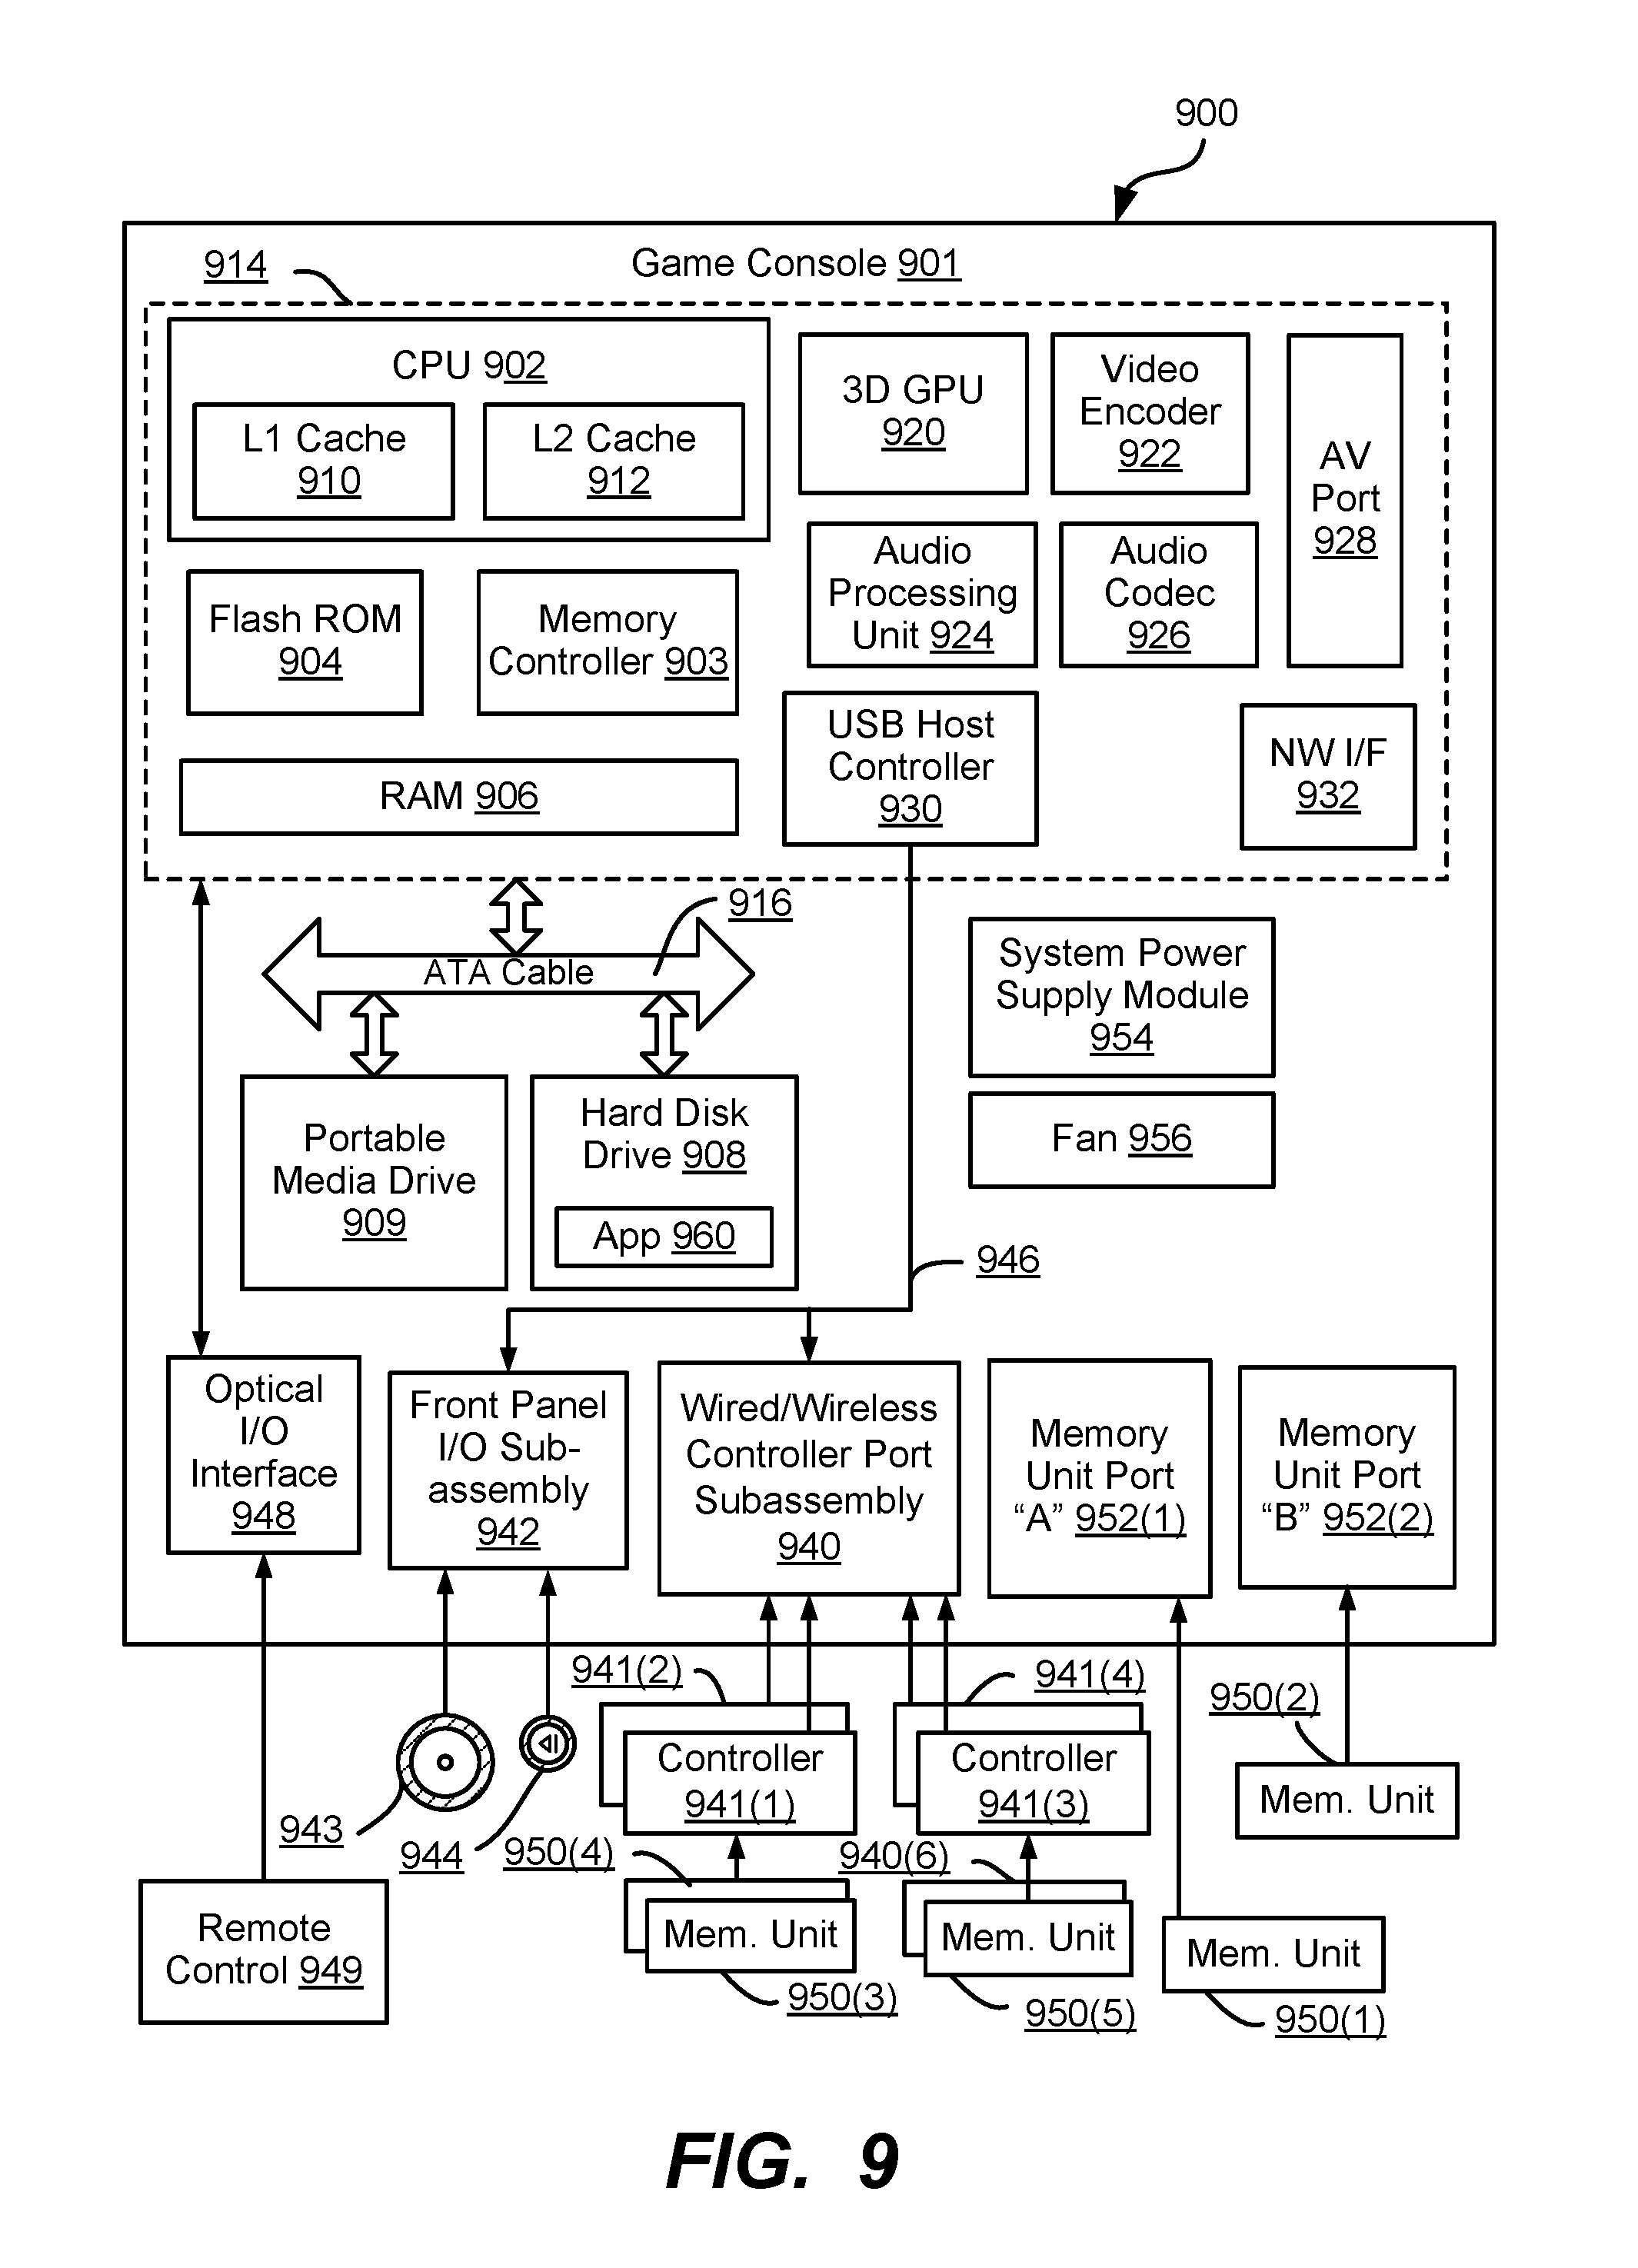 900
914
Game Console 901
CPU 902
L1 Cache
910
L2 Cache
912
3D GPU
920
Video
Encoder
922
AV
Port
928
Flash ROM
904
Memory
Controller 903
Audio
Processing
Unit 924
Audio
Codec
926
RAM 906
USB Host
Controller
930
NW I/F
932
916
ATA Cable
System Power
Supply Module
954
Portable
Media Drive
909
Hard Disk
Drive 908
App 960
Fan 956
946
Optical
I/O
Interface
948
Front Panel
I/O Sub-
assembly
942
Wired/Wireless
Controller Port
Subassembly
940
Memory
Unit Port
“A” 952(1)
Memory
Unit Port
“B” 952(2)
941(2)
941(4)
950(2)
Controller
941(1)
Controller
941(3)
Mem. Unit
943
944
950(4)
940(6)
Remote
Control 949
Mem. Unit
Mem. Unit
Mem. Unit
950(3)
950(5)
950(1)
FIG. 9